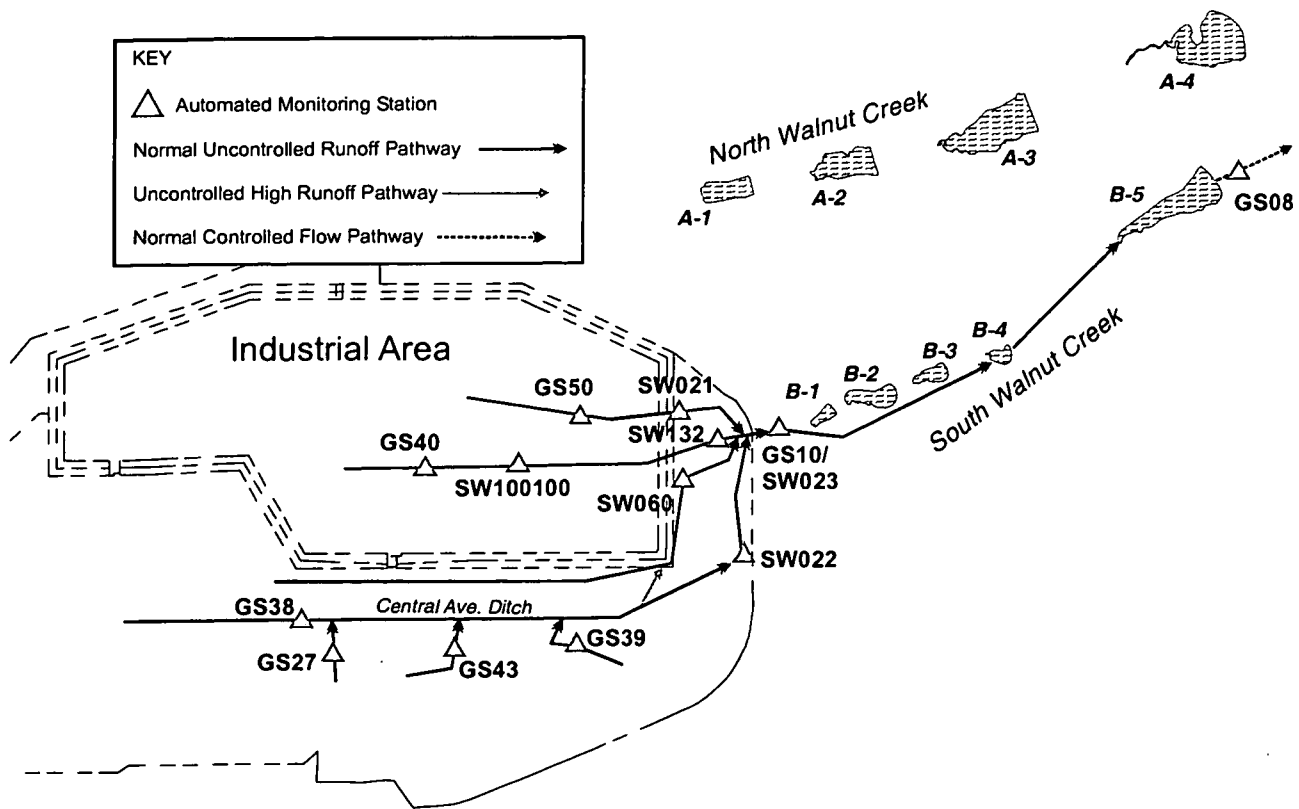 KEY
Automated Monitoring Station
Normal Uncontrolled Runoff Pathway
Uncontrolled High Runoff Pathway
Normal Controlled Flow Pathway
A-4
North Walnut Creek
A-3
A-2
A-1
B-5
GS08
Industrial Area
B-4
B-3
South Walnut Creek
B-2
B-1
GS50
SW021
SW132
GS40
GS10/
SW023
SW100100
SW060
SW022
GS38
Central Ave. Ditch
GS39
GS27
GS43